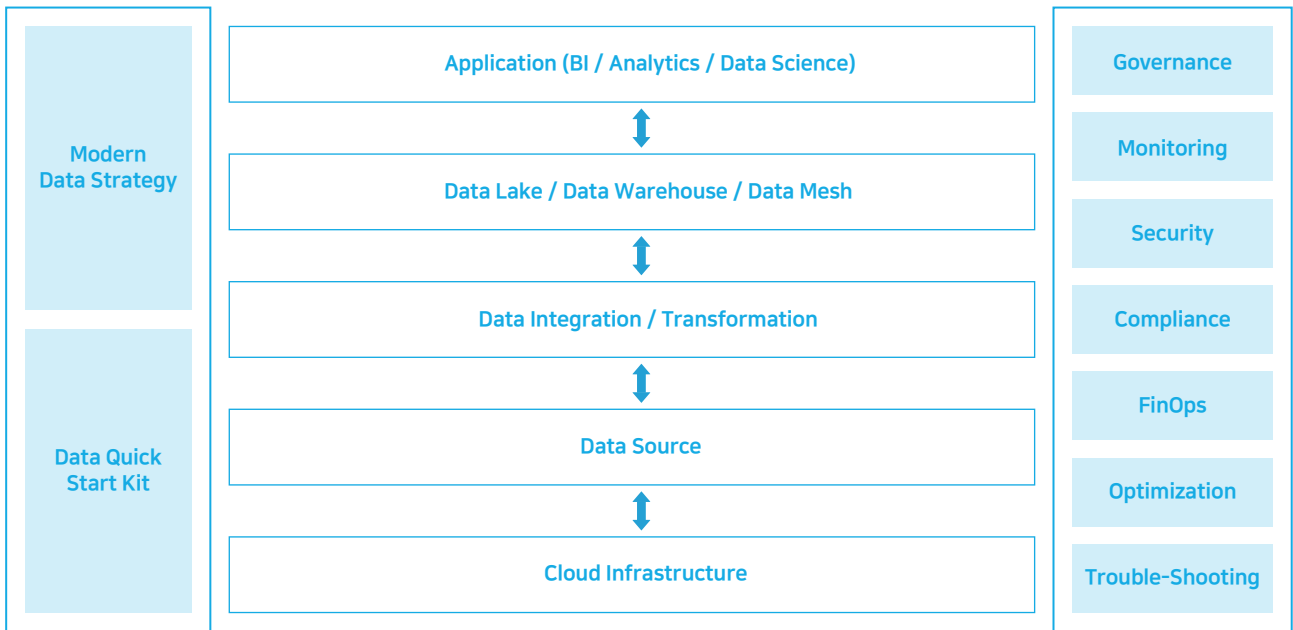 Modern
Data Strategy
Data Quick
Start Kit
Application (BI / Analytics / Data Science)
Data Lake / Data Warehouse / Data Mesh
Data Integration / Transformation
Data Source
Cloud Infrastructure
Governance
Monitoring
Security
Compliance
FinOps
Optimization
Trouble-Shooting